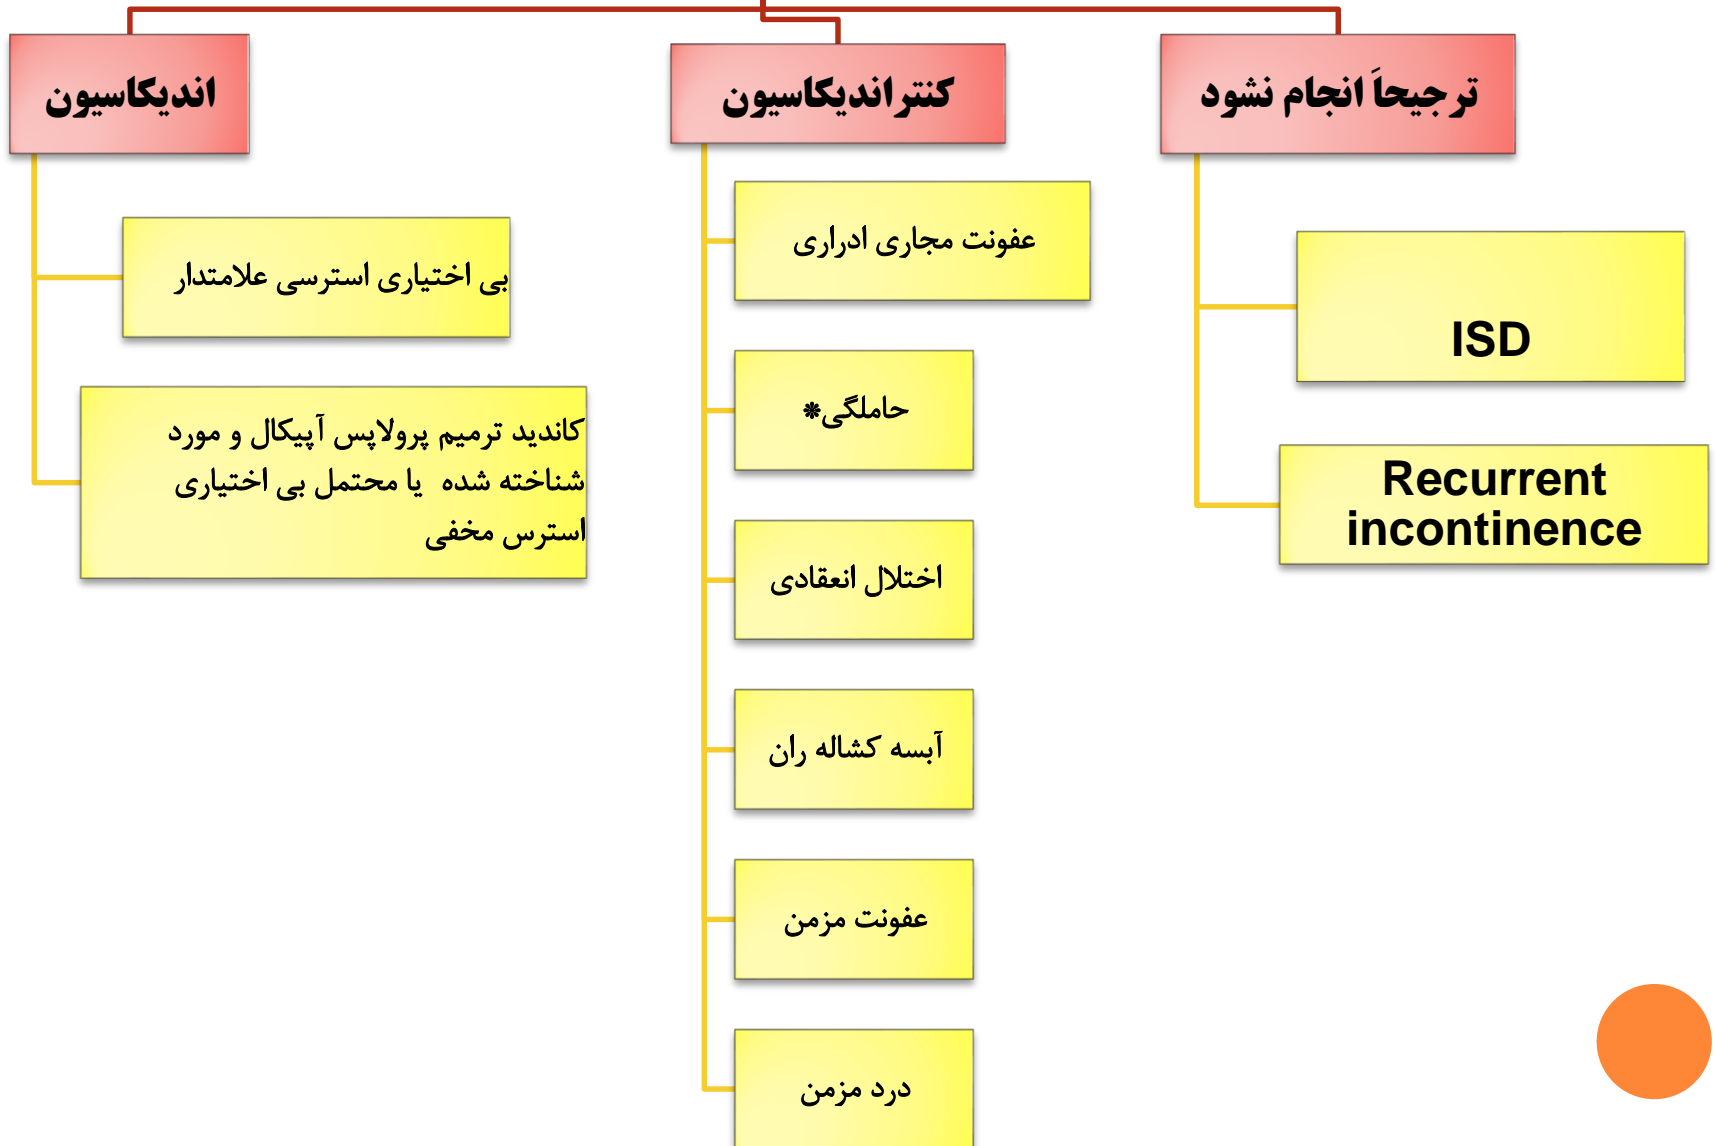 اندیکاسیون
بی اختیاری استرسی علامتدار
کاندید ترمیم پرولاپس آپیکال و مورد
شناخته شده یا محتمل بی اختیاری
استرس مخفی
کنتراندیکاسیون
عفونت مجاری ادراری
حاملگی*
اختلال انعقادی
آبسه کشاله ران
عفونت مزمن
درد مزمن
ترجیحاَ انجام نشود
ISD
Recurrent
incontinence